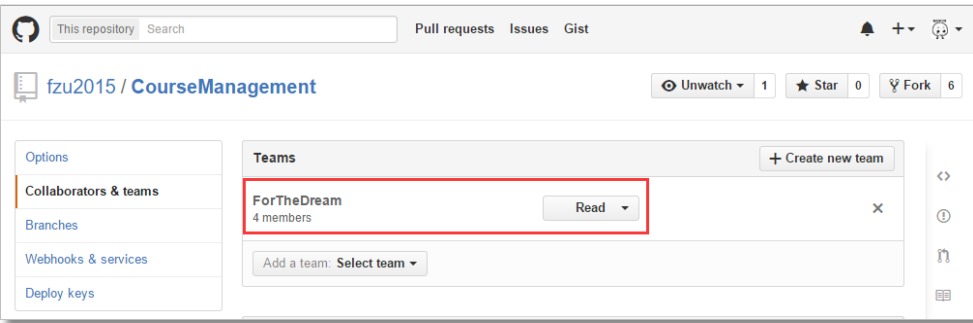 This repository Search Pull requests Issues Gist
fzu2015 / CourseManagement Unwatch 1 Star 0 Fork 6
Options
Collaborators & teams
Branches
Webhooks & services
Deploy keys
Teams Create new team
ForTheDream
4 members
Read
Add a team: Select team